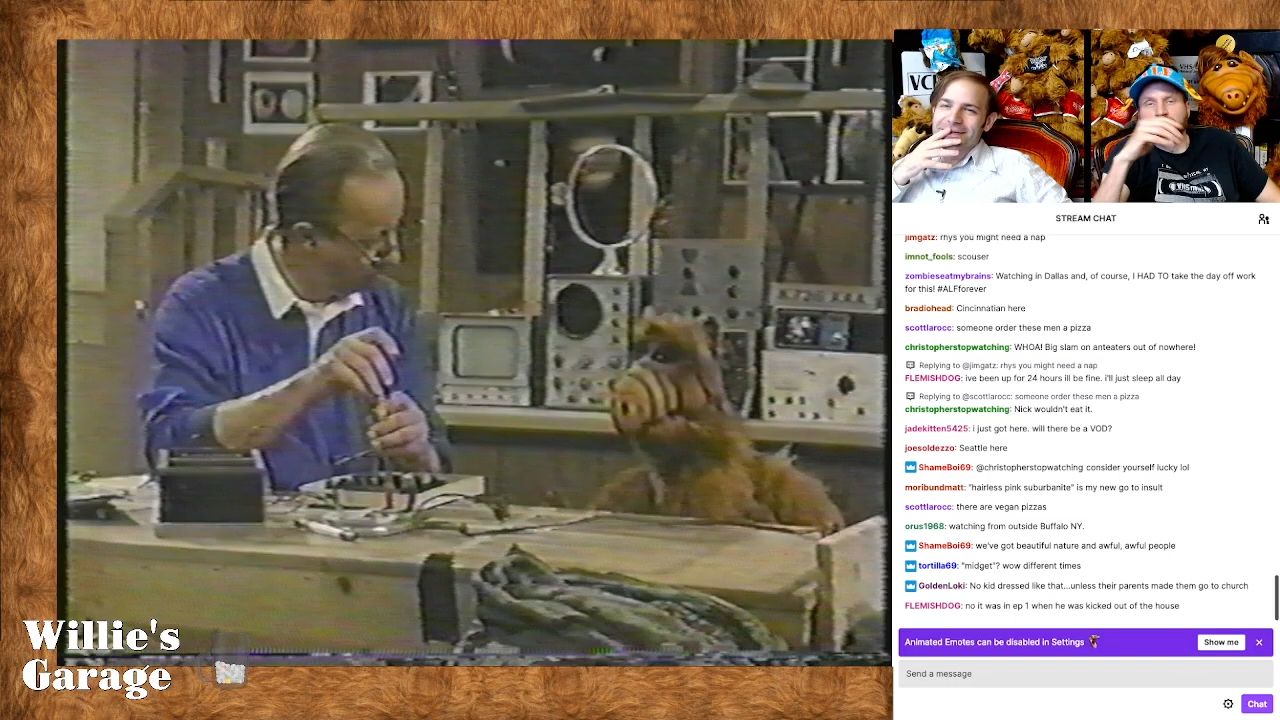 VCR
ALF
VHS
STREAM CHAT
jimgatz: rhys you might need a nap
imnot_fools: scouser
zombieseatmybrains: Watching in Dallas and, of course, I HAD TO take the day off work
for this! #ALFforever
bradiohead: Cincinnatian here
scottlarocc: someone order these men a pizza
christopherstopwatching: WHOA! Big slam on anteaters out of nowhere!
Replying to @jimgatz: rhys you might need a nap
FLEMISHDOG: ive been up for 24 hours ill be fine. i'll just sleep all day
Replying to @scottlarocc: someone order these men a pizza
christopherstopwatching: Nick wouldn't eat it.
jadekitten5425: i just got here. will there be a VOD?
joesoldezzo: Seattle here
ShameBoi69: @christopherstopwatching consider yourself lucky lol
moribundmatt: "hairless pink suburbanite" is my new go to insult
scottlarocc: there are vegan pizzas
orus1968: watching from outside Buffalo NY.
ShameBoi69: we've got beautiful nature and awful, awful people
tortilla69: "midget"? wow different times
GoldenLoki: No kid dressed like that...unless their parents made them go to church
FLEMISHDOG: no it was in ep 1 when he was kicked out of the house
Animated Emotes can be disabled in Settings
Show me
Send a message
Chat
Willie's
Garage